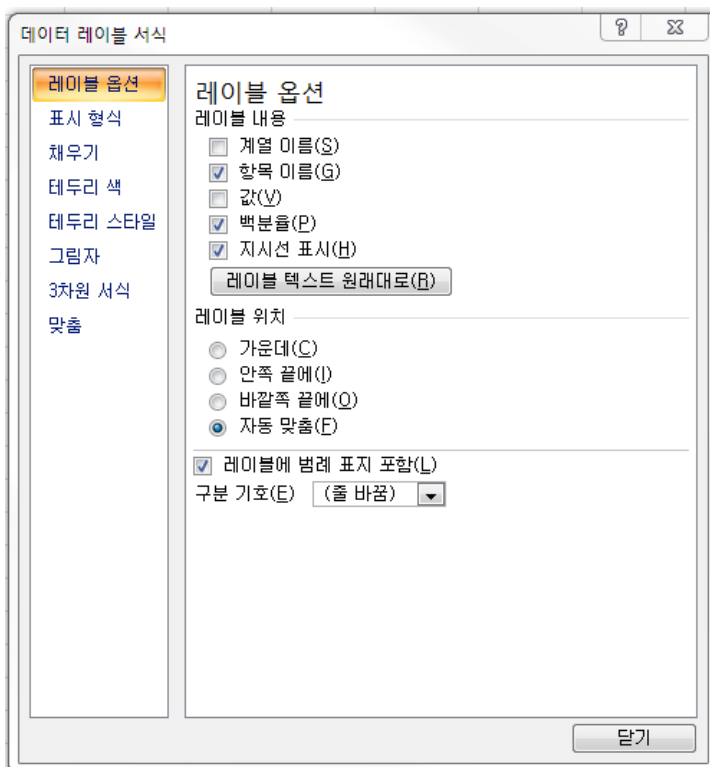 데이터 레이블 서식
레이블 옵션
표시 형식
채우기
테두리 색
테두리 스타일
그림자
3차원 서식
맞춤
레이블 옵션
레이블 내용
계열 이름(S)
항목 이름(G)
값(V)
백분율(P)
지시선 표시(H)
레이블 텍스트 원래대로(R)
레이블 위치
가운데(C)
안쪽 끝에(I)
바깥쪽 끝에(O)
자동 맞춤(F)
레이블에 범례 표지 포함(L)
구분 기호(E) (줄 바꿈)
닫기